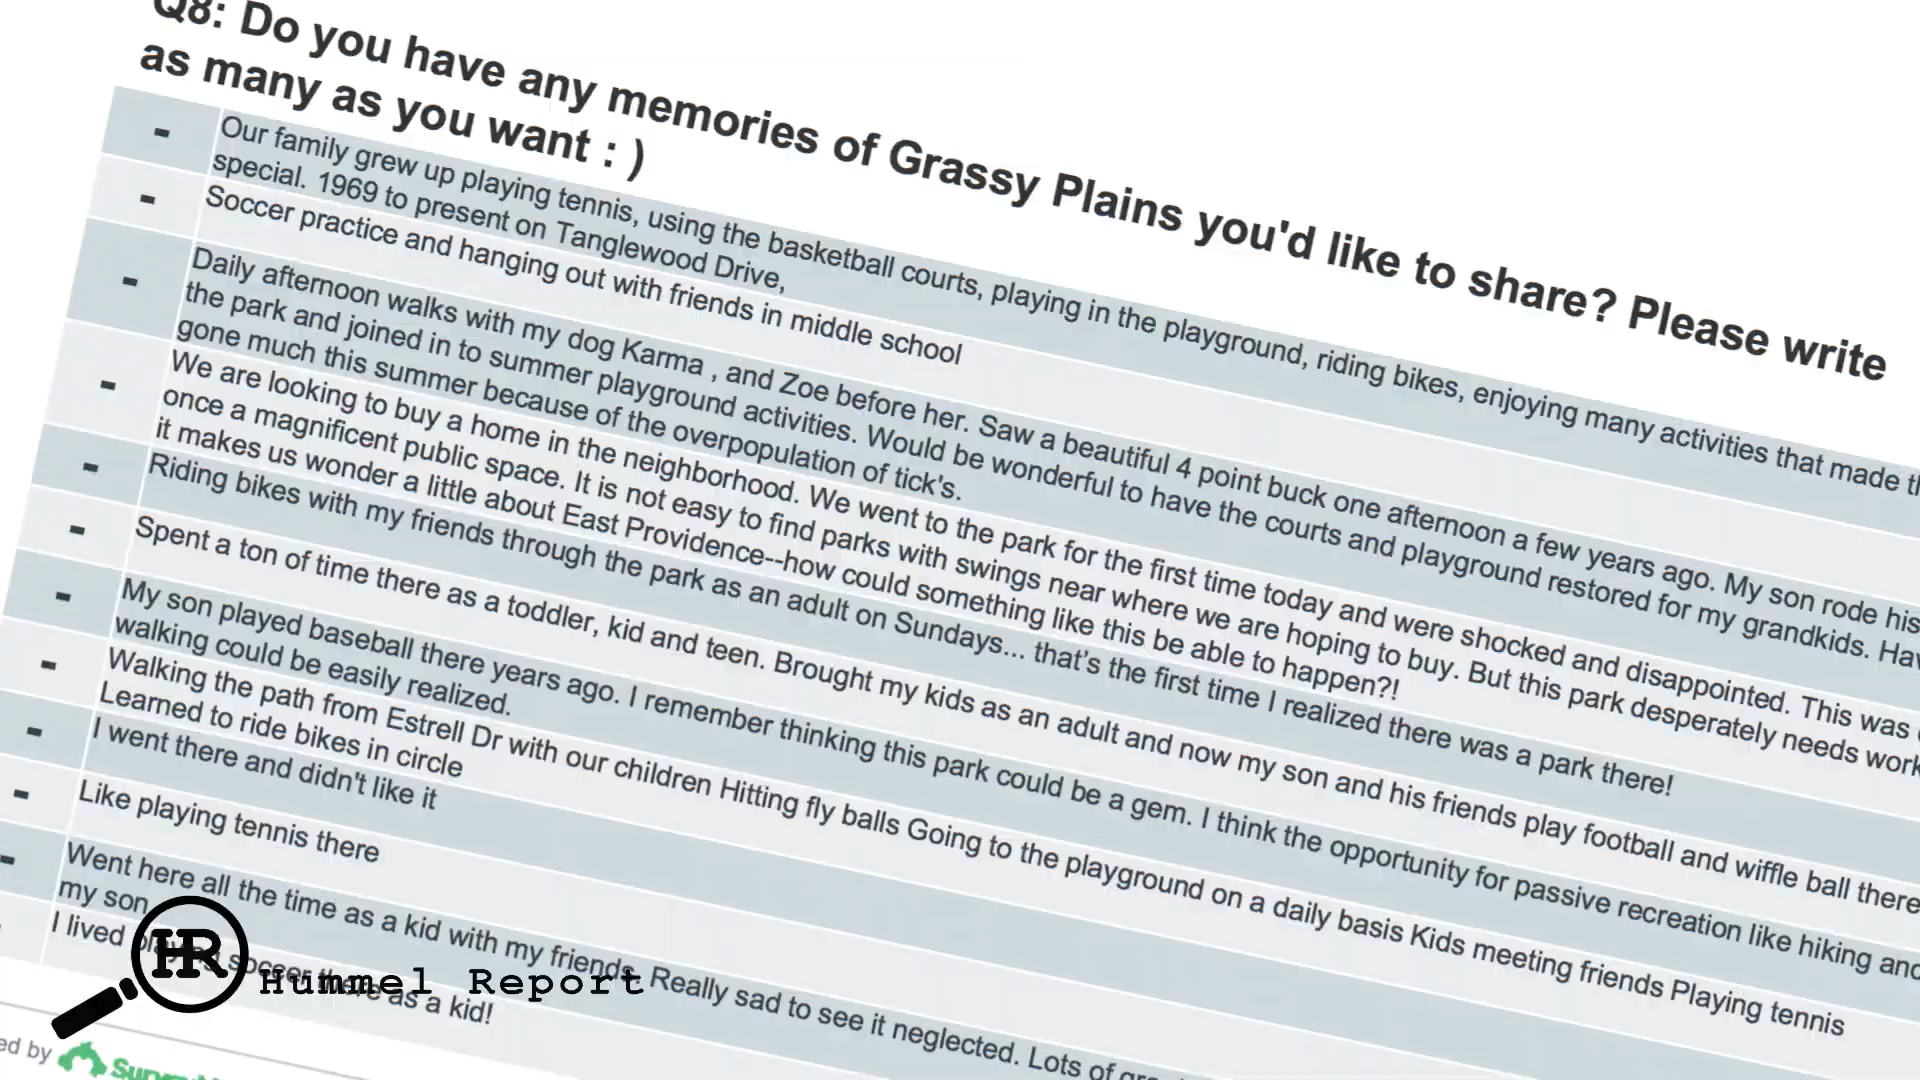 Q8: Do you have any memories of Grassy Plains you'd like to share? Please write
as many as you want : )
- Our family grew up playing tennis, using the basketball courts, playing in the playground, riding bikes, enjoying many activities that made
special. 1969 to present on Tanglewood Drive,
- Soccer practice and hanging out with friends in middle school
- Daily afternoon walks with my dog Karma , and Zoe before her. Saw a beautiful 4 point buck one afternoon a few years ago. My son rode his
the park and joined in to summer playground activities. Would be wonderful to have the courts and playground restored for my grandkids.
gone much this summer because of the overpopulation of tick's.
- We are looking to buy a home in the neighborhood. We went to the park for the first time today and were shocked and disappointed. This was
once a magnificent public space. It is not easy to find parks with swings near where we are hoping to buy. But this park desperately needs work
it makes us wonder a little about East Providence--how could something like this be able to happen?!
- Riding bikes with my friends through the park as an adult on Sundays... that's the first time I realized there was a park there!
- Spent a ton of time there as a toddler, kid and teen. Brought my kids as an adult and now my son and his friends play football and wiffle ball there
- My son played baseball there years ago. I remember thinking this park could be a gem. I think the opportunity for passive recreation like hiking and
walking could be easily realized.
- Walking the path from Estrell Dr with our children Hitting fly balls Going to the playground on a daily basis Kids meeting friends Playing tennis
Learned to ride bikes in circle
- I went there and didn't like it
- Like playing tennis there
- Went here all the time as a kid with my friends. Really sad to see it neglected. Lots of
my son
I lived playing soccer there as a kid!
HR
Hummel Report
ed by